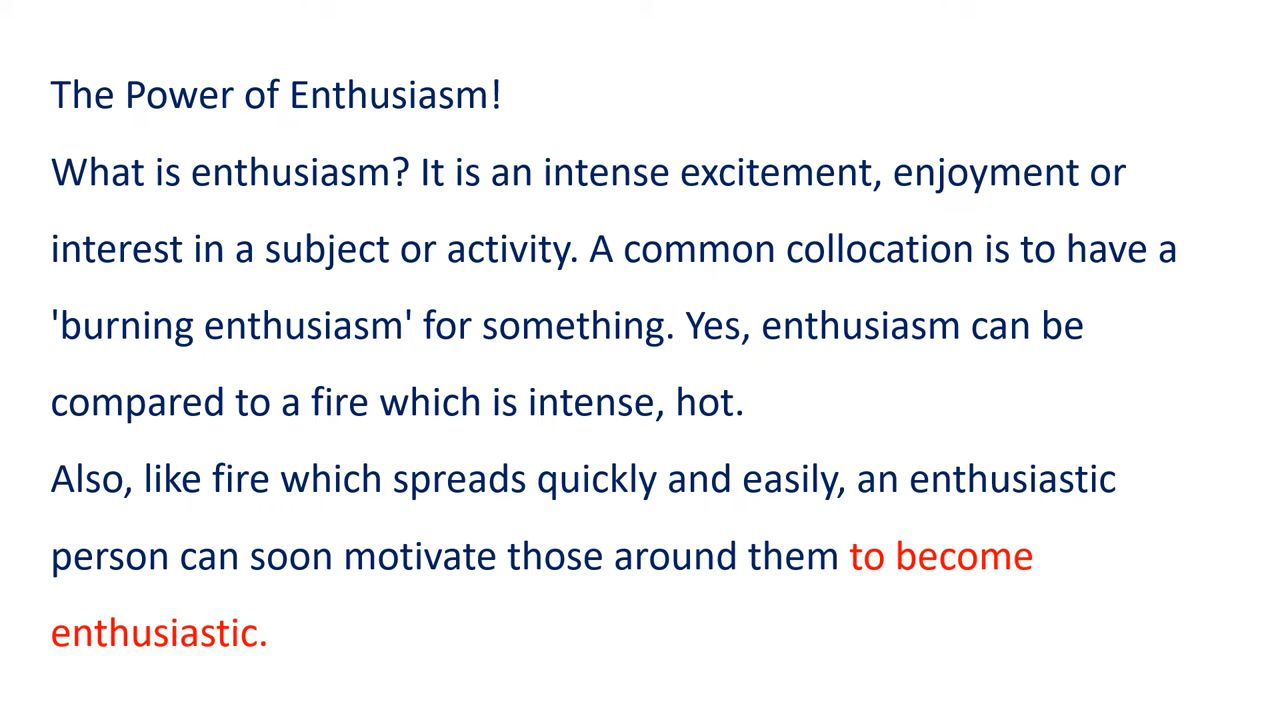 The Power of Enthusiasm!
What is enthusiasm? It is an intense excitement, enjoyment or
interest in a subject or activity. A common collocation is to have a
'burning enthusiasm' for something. Yes, enthusiasm can be
compared to a fire which is intense, hot.
Also, like fire which spreads quickly and easily, an enthusiastic
person can soon motivate those around them to become
enthusiastic.